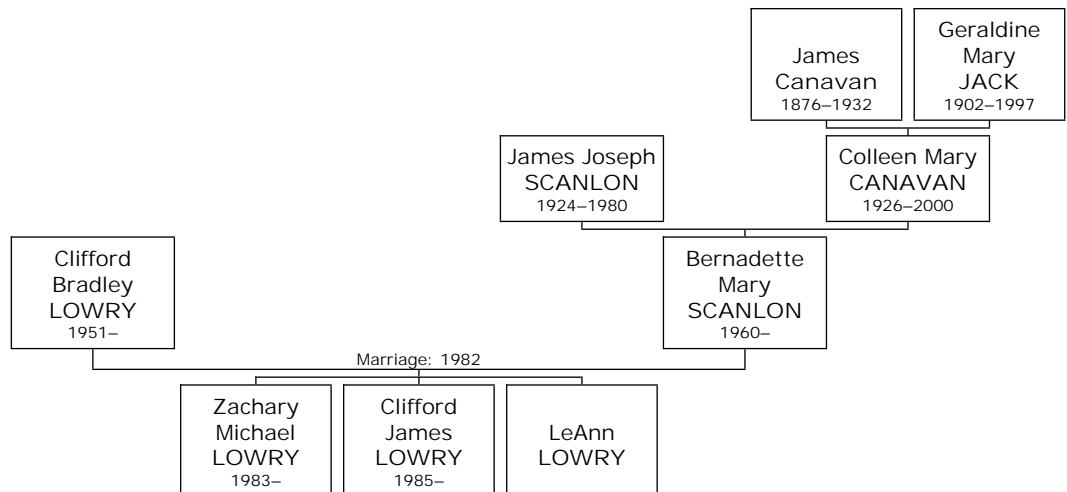 James
Canavan
1876–1932
Geraldine
Mary
JACK
1902–1997
James Joseph
SCANLON
1924–1980
Colleen Mary
CANAVAN
1926–2000
Clifford
Bradley
LOWRY
1951–
Bernadette
Mary
SCANLON
1960–
Marriage: 1982
Zachary
Michael
LOWRY
1983–
Clifford
James
LOWRY
1985–
LeAnn
LOWRY